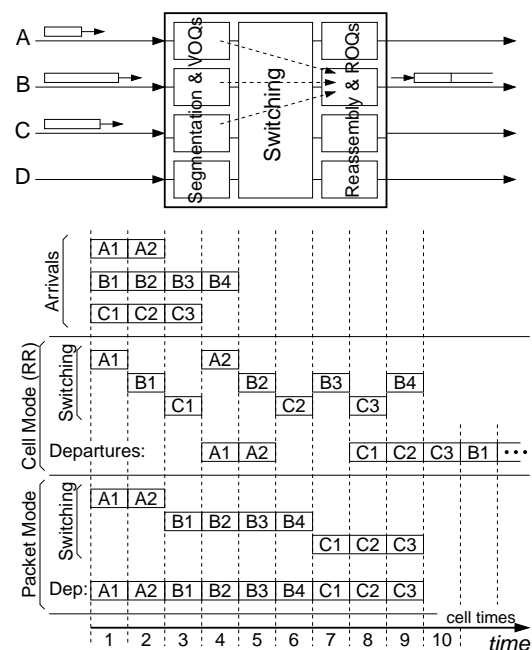 A
B
C
D
Segmentation & VOQs
Switching
Reassembly & ROQs
Arrivals
A1 A2
B1 B2 B3 B4
C1 C2 C3
Cell Mode (RR)
Switching
A1 A2
B1 B2 B3 B4
C1 C2 C3
Departures: A1 A2 C1 C2 C3 B1 •••
Packet Mode
Switching
A1 A2
B1 B2 B3 B4
C1 C2 C3
Dep: A1 A2 B1 B2 B3 B4 C1 C2 C3
cell times
1 2 3 4 5 6 7 8 9 10 time